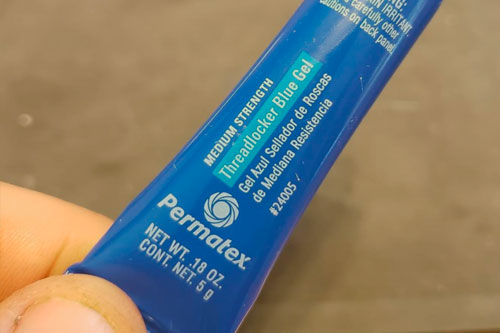 IRRITANT.
carefully other
cautions on back panel.
MEDIUM STRENGTH
Threadlocker Blue Gel
Gel Azul Sellador de Roscas
de Mediana Resistencia
#24005
Permatex
NET WT. .18 OZ.
CONT. NET. 5 g